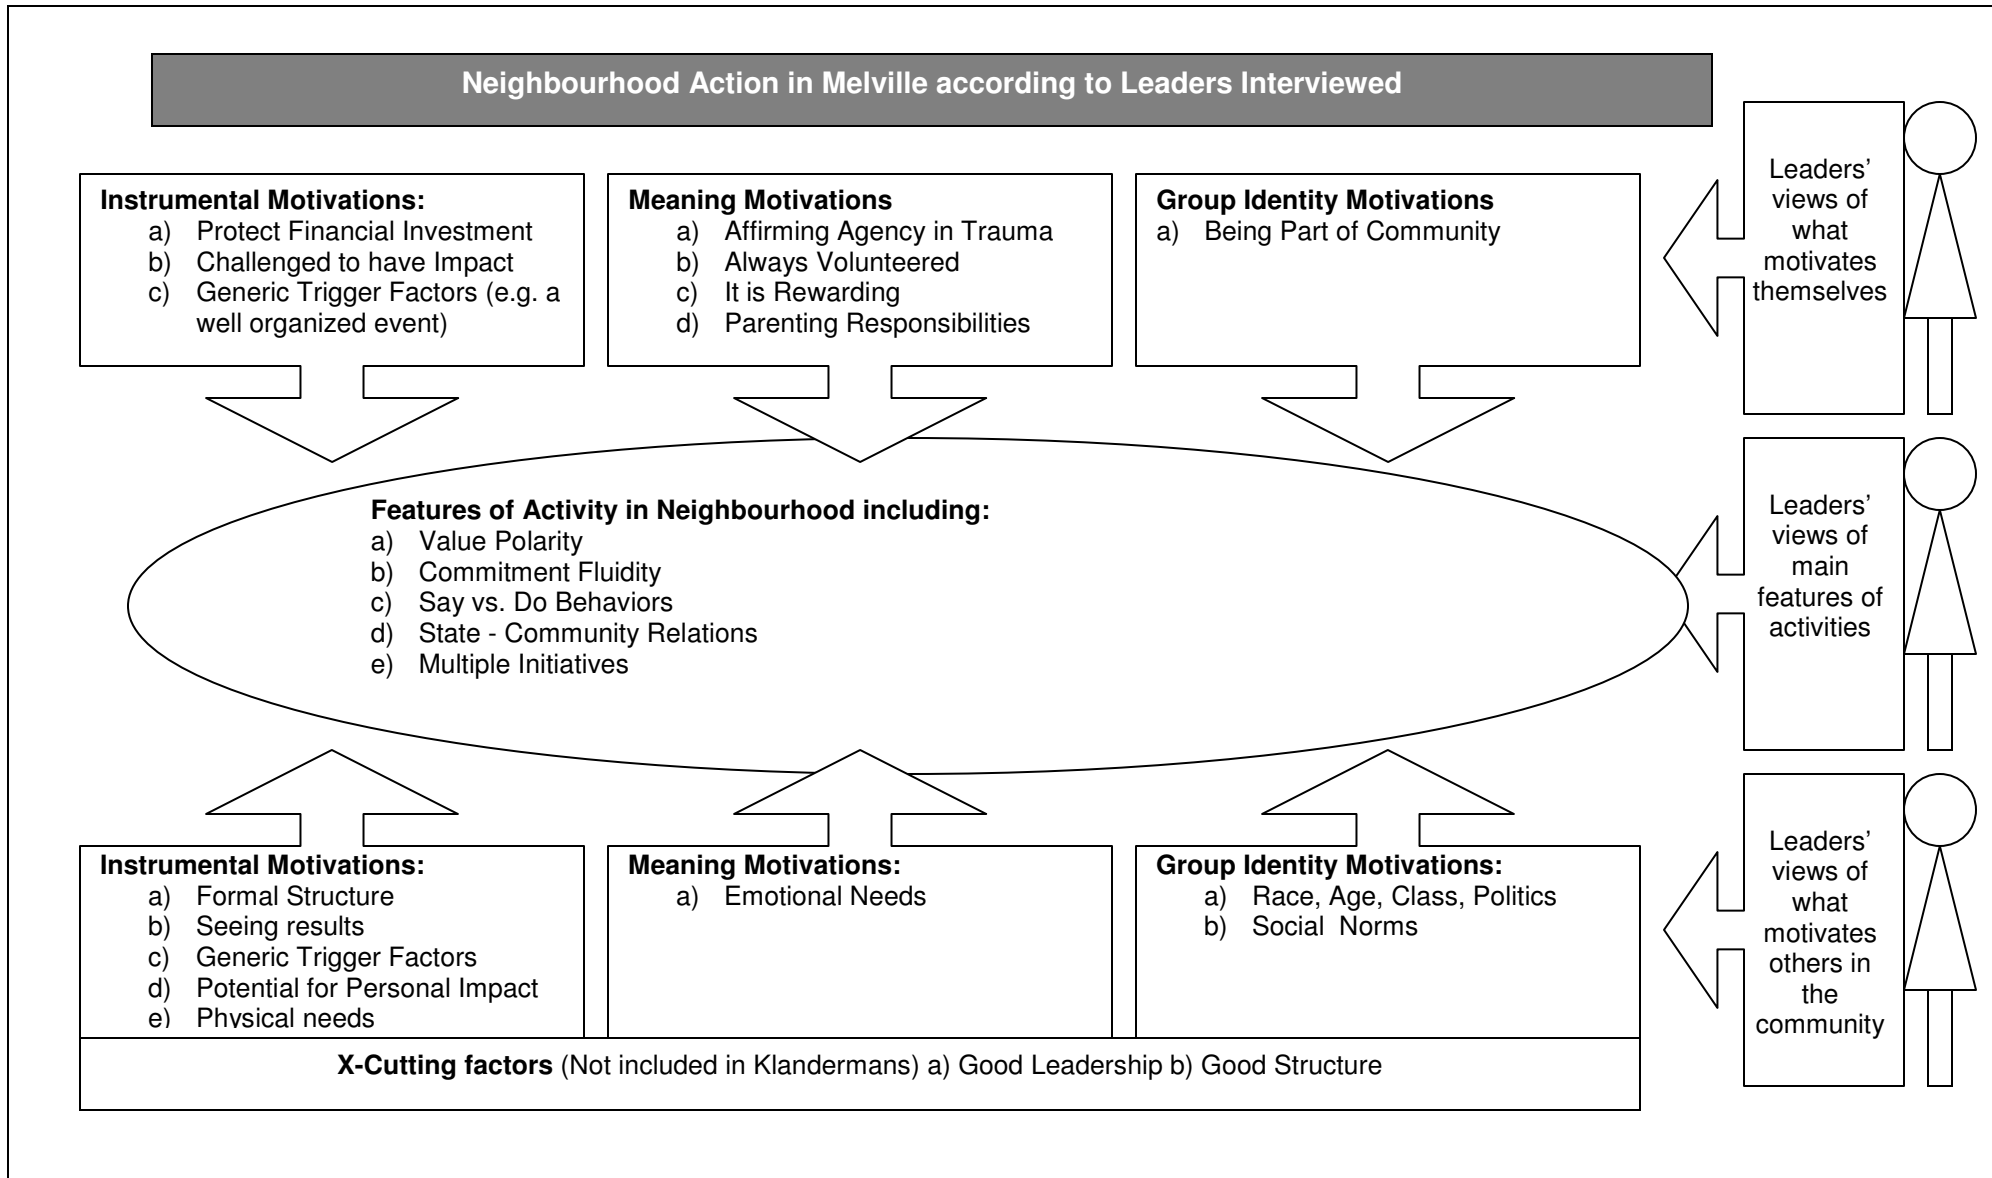 Neighbourhood Action in Melville according to Leaders Interviewed
Instrumental Motivations:
a) Protect Financial Investment
b) Challenged to have Impact
c) Generic Trigger Factors (e.g. a
well organized event)
Meaning Motivations
a) Affirming Agency in Trauma
b) Always Volunteered
c) It is Rewarding
d) Parenting Responsibilities
Group Identity Motivations
a) Being Part of Community
Leaders’
views of
what
motivates
themselves
Features of Activity in Neighbourhood including:
a) Value Polarity
b) Commitment Fluidity
c) Say vs. Do Behaviors
d) State - Community Relations
e) Multiple Initiatives
Leaders’
views of
main
features of
activities
Instrumental Motivations:
a) Formal Structure
b) Seeing results
c) Generic Trigger Factors
d) Potential for Personal Impact
e) Physical needs
Meaning Motivations:
a) Emotional Needs
Group Identity Motivations:
a) Race, Age, Class, Politics
b) Social Norms
Leaders’
views of
what
motivates
others in
the
community
X-Cutting factors (Not included in Klandermans) a) Good Leadership b) Good Structure